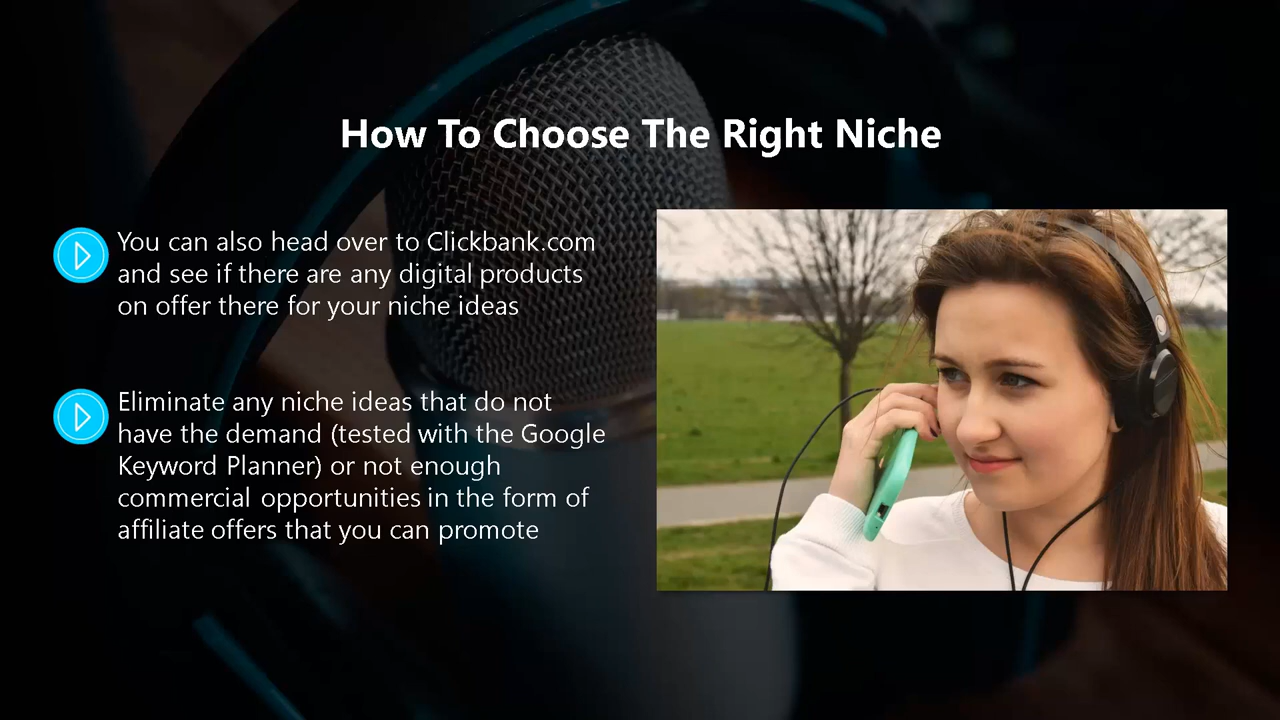 How To Choose The Right Niche
You can also head over to Clickbank.com
and see if there are any digital products
on offer there for your niche ideas
Eliminate any niche ideas that do not
have the demand (tested with the Google
Keyword Planner) or not enough
commercial opportunities in the form of
affiliate offers that you can promote